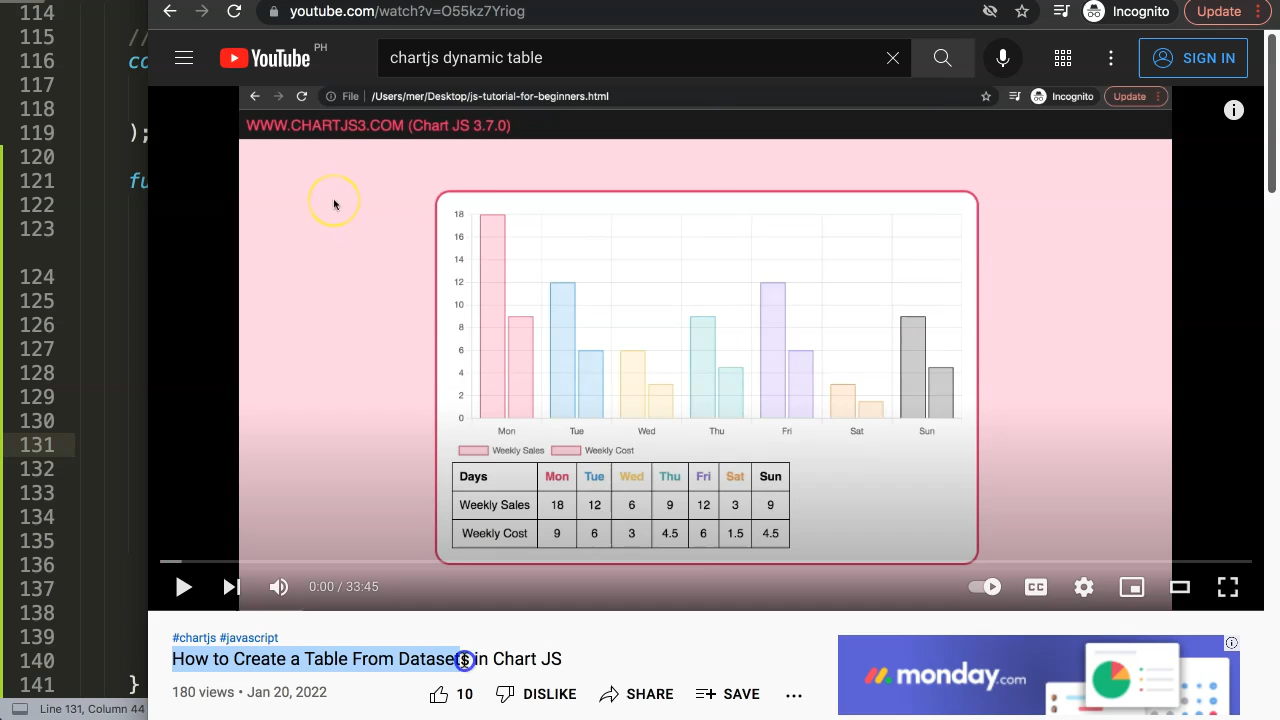 114
115 //
116 co
117
118
119 );
120
121 fu
122
123
124
125
126
127
128
129
130
131
132
133
134
135
136
137
138
139
140
141 }
Line 131, Column 44
youtube.com/watch?v=O55kz7Yriog
Incognito
Update
YouTube PH
chartjs dynamic table
SIGN IN
File /Users/mer/Desktop/js-tutorial-for-beginners.html
Incognito
Update
WWW.CHARTJS3.COM (Chart JS 3.7.0)
18
16
14
12
10
8
6
4
2
0
Mon Tue Wed Thu Fri Sat Sun
Weekly Sales Weekly Cost
Days Mon Tue Wed Thu Fri Sat Sun
Weekly Sales 18 12 6 9 12 3 9
Weekly Cost 9 6 3 4.5 6 1.5 4.5
0:00 / 33:45
CC
#chartjs #javascript
How to Create a Table From Datasets in Chart JS
180 views • Jan 20, 2022
10 DISLIKE SHARE SAVE
monday.com